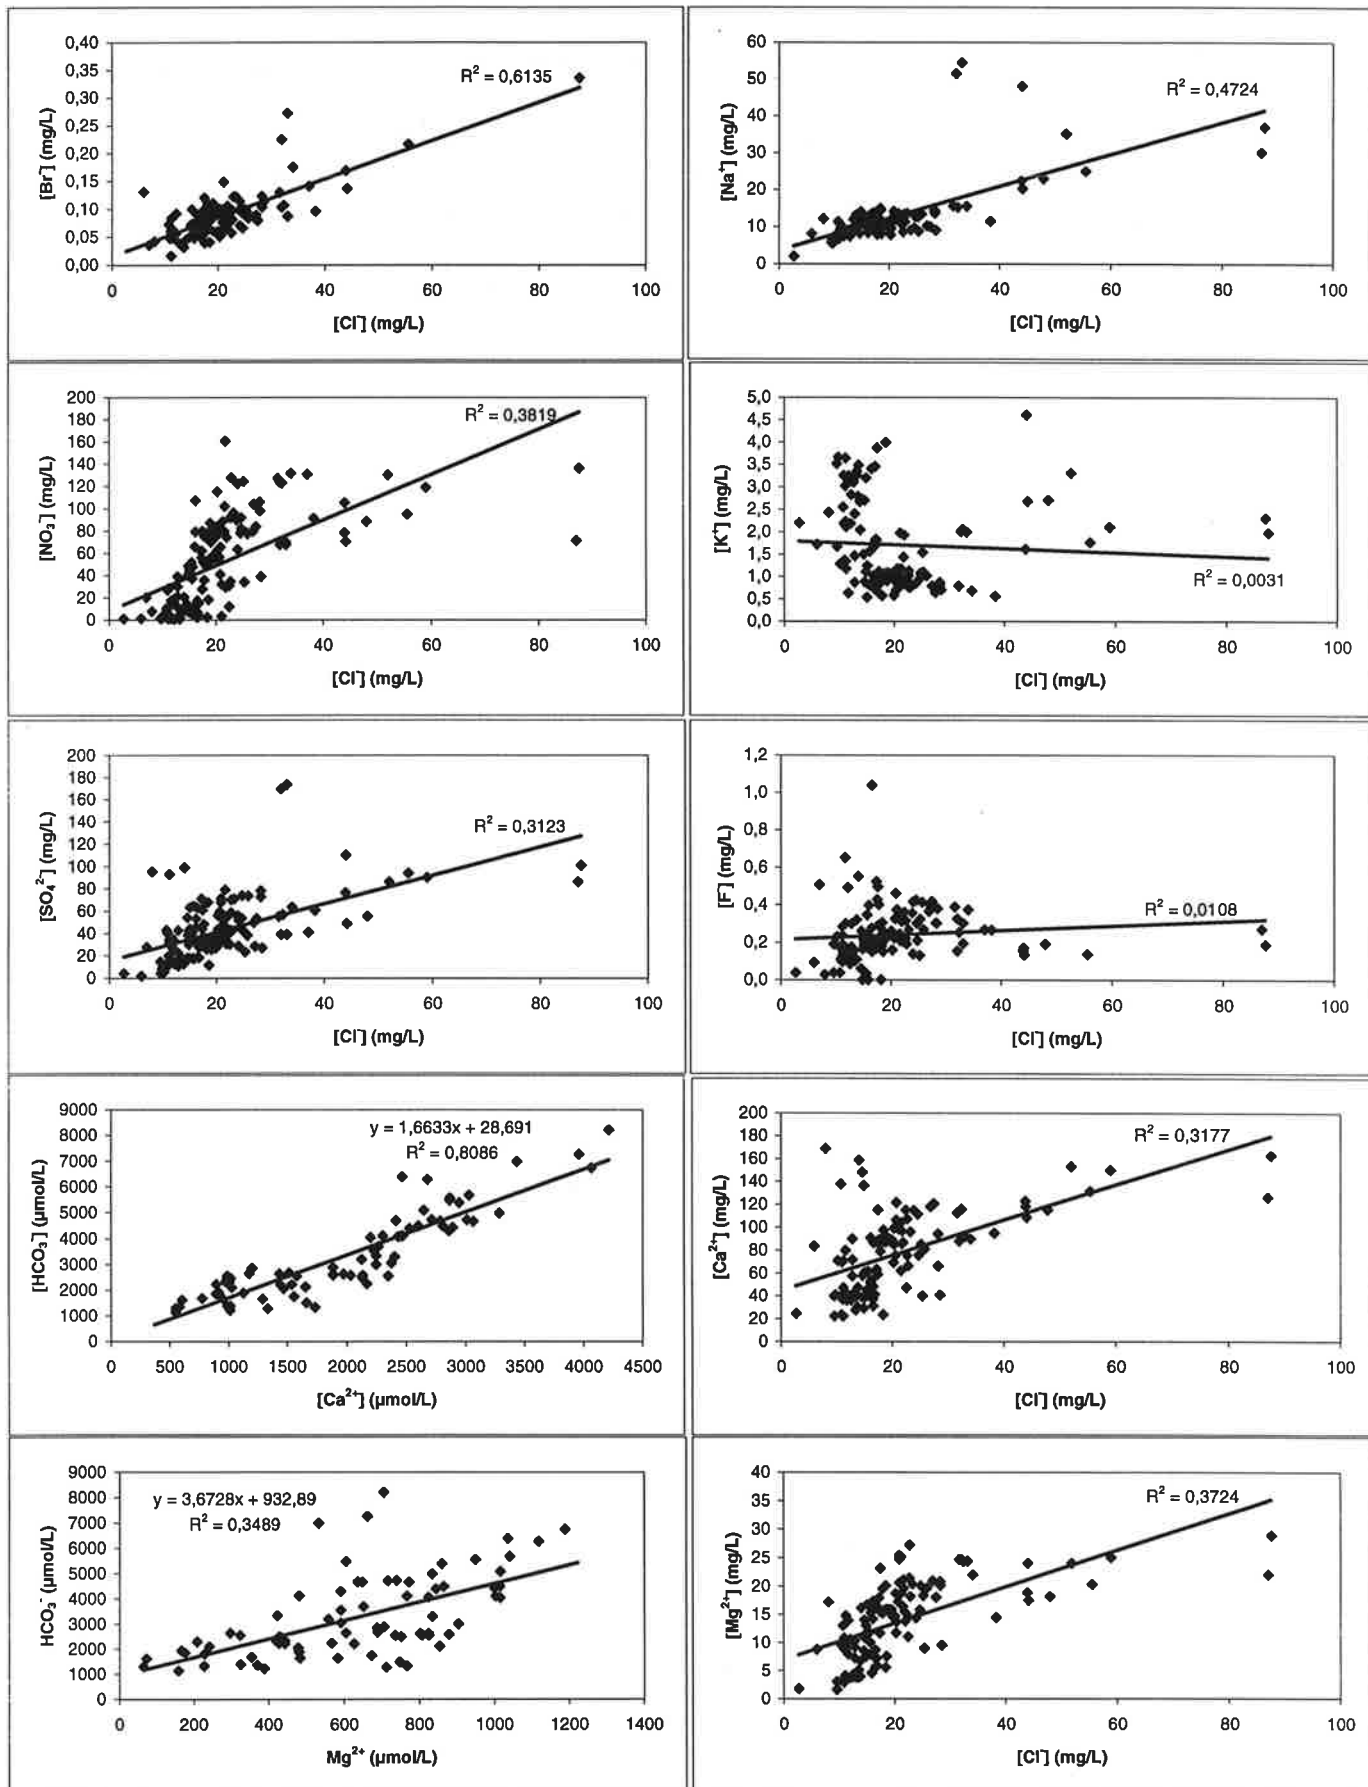 0,40
0,35
0,30
0,25
0,20
0,15
0,10
0,05
0,00
[Br⁻] (mg/L)
R² = 0,6135
0 20 40 60 80 100
[Cl⁻] (mg/L)
60
50
40
30
20
10
0
[Na⁺] (mg/L)
R² = 0,4724
0 20 40 60 80 100
[Cl⁻] (mg/L)
200
180
160
140
120
100
80
60
40
20
0
[NO₃⁻] (mg/L)
R² = 0,3819
0 20 40 60 80 100
[Cl⁻] (mg/L)
5,0
4,5
4,0
3,5
3,0
2,5
2,0
1,5
1,0
0,5
0,0
[K⁺] (mg/L)
R² = 0,0031
0 20 40 60 80 100
[Cl⁻] (mg/L)
200
180
160
140
120
100
80
60
40
20
0
[SO₄²⁻] (mg/L)
R² = 0,3123
0 20 40 60 80 100
[Cl⁻] (mg/L)
1,2
1,0
0,8
0,6
0,4
0,2
0,0
[F⁻] (mg/L)
R² = 0,0108
0 20 40 60 80 100
[Cl⁻] (mg/L)
9000
8000
7000
6000
5000
4000
3000
2000
1000
0
[HCO₃⁻] (µmol/L)
y = 1,6633x + 28,691
R² = 0,8086
0 500 1000 1500 2000 2500 3000 3500 4000 4500
[Ca²⁺] (µmol/L)
200
180
160
140
120
100
80
60
40
20
0
[Ca²⁺] (mg/L)
R² = 0,3177
0 20 40 60 80 100
[Cl⁻] (mg/L)
9000
8000
7000
6000
5000
4000
3000
2000
1000
0
HCO₃⁻ (µmol/L)
y = 3,6728x + 932,89
R² = 0,3489
0 200 400 600 800 1000 1200 1400
Mg²⁺ (µmol/L)
40
35
30
25
20
15
10
5
0
[Mg²⁺] (mg/L)
R² = 0,3724
0 20 40 60 80 100
[Cl⁻] (mg/L)